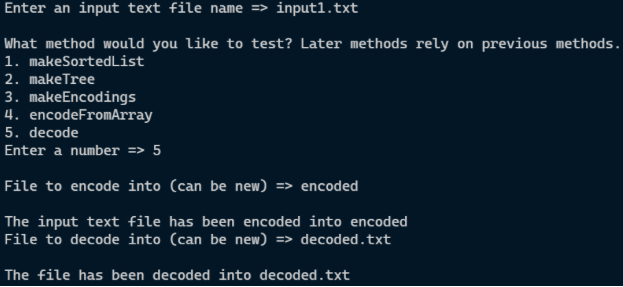 Enter an input text file name => input1.txt
What method would you like to test? Later methods rely on previous methods.
1. makeSortedList
2. makeTree
3. makeEncodings
4. encodeFromArray
5. decode
Enter a number => 5
File to encode into (can be new) => encoded
The input text file has been encoded into encoded
File to decode into (can be new) => decoded.txt
The file has been decoded into decoded.txt